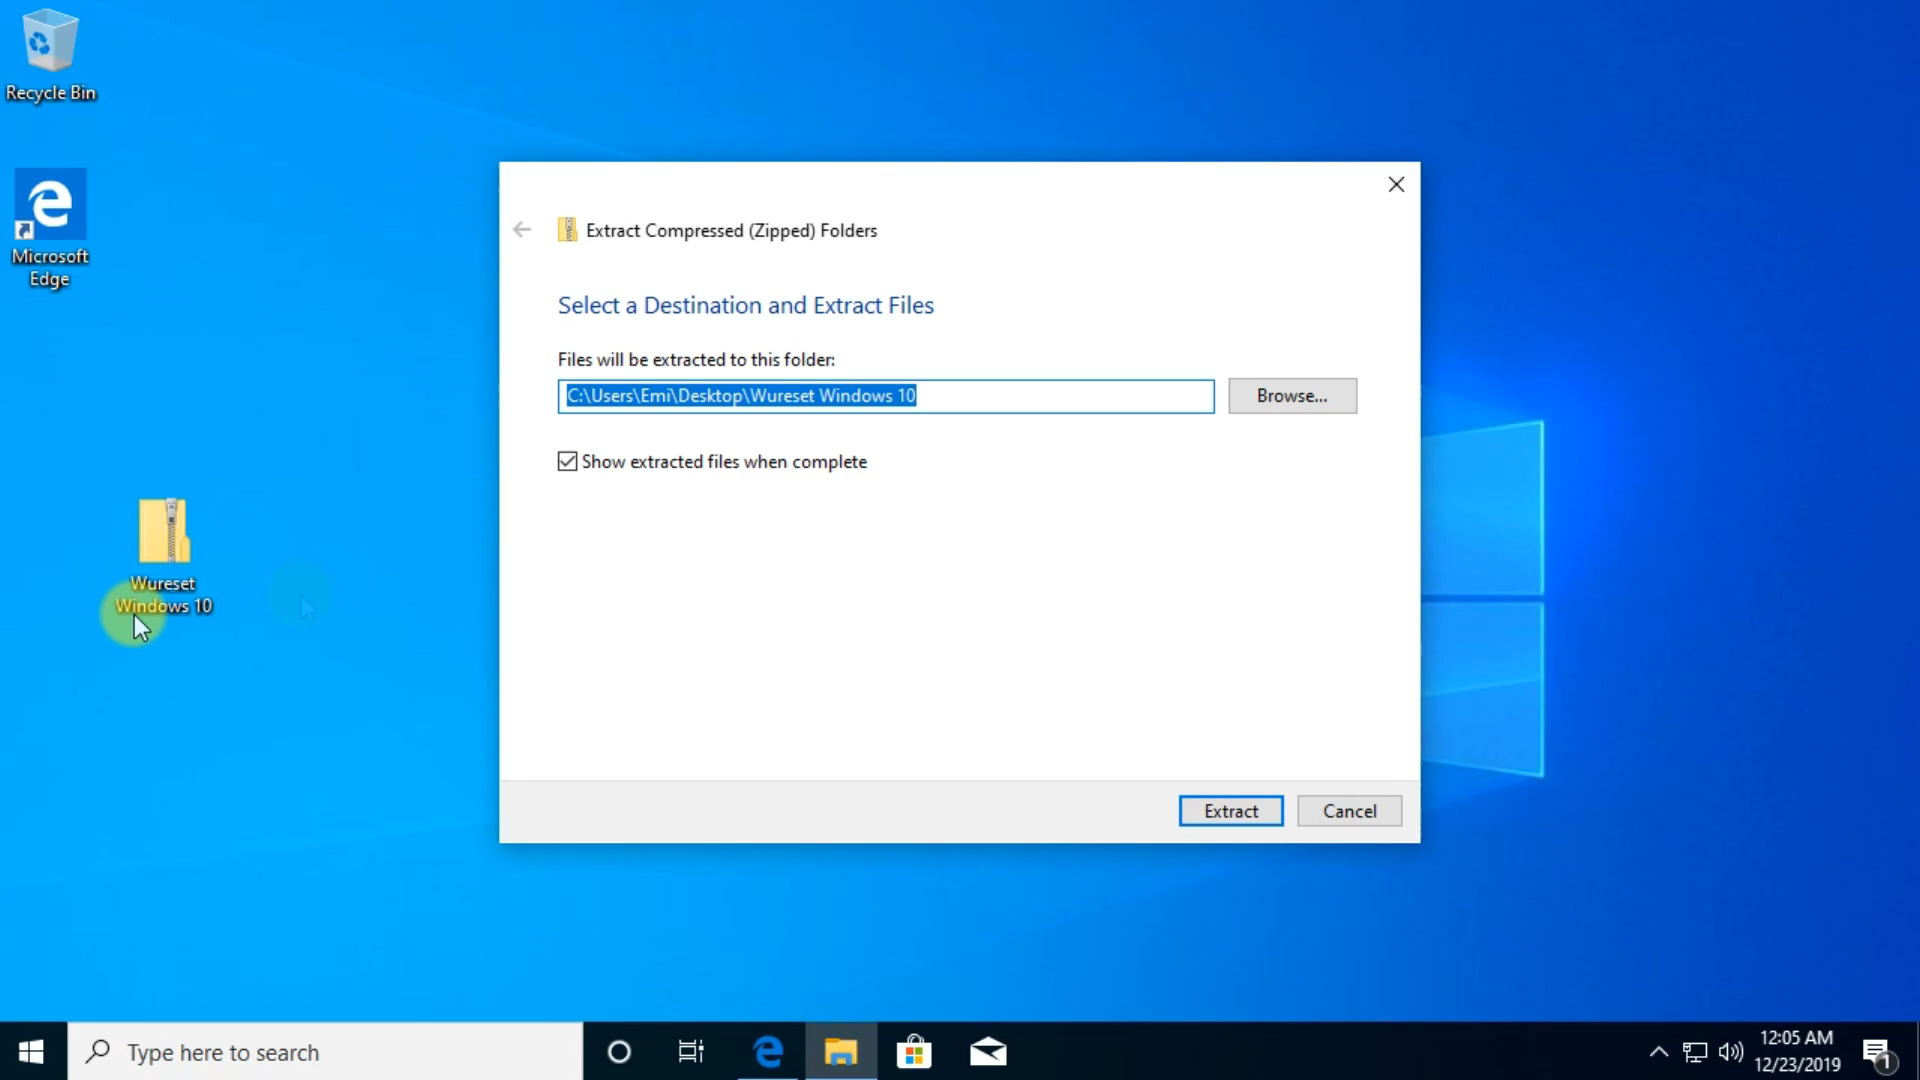 Recycle Bin
Microsoft
Edge
Wureset
Windows 10
Extract Compressed (Zipped) Folders
Select a Destination and Extract Files
Files will be extracted to this folder:
C:\Users\Emi\Desktop\Wureset Windows 10
Browse...
Show extracted files when complete
Extract
Cancel
Type here to search
12:05 AM
12/23/2019
1